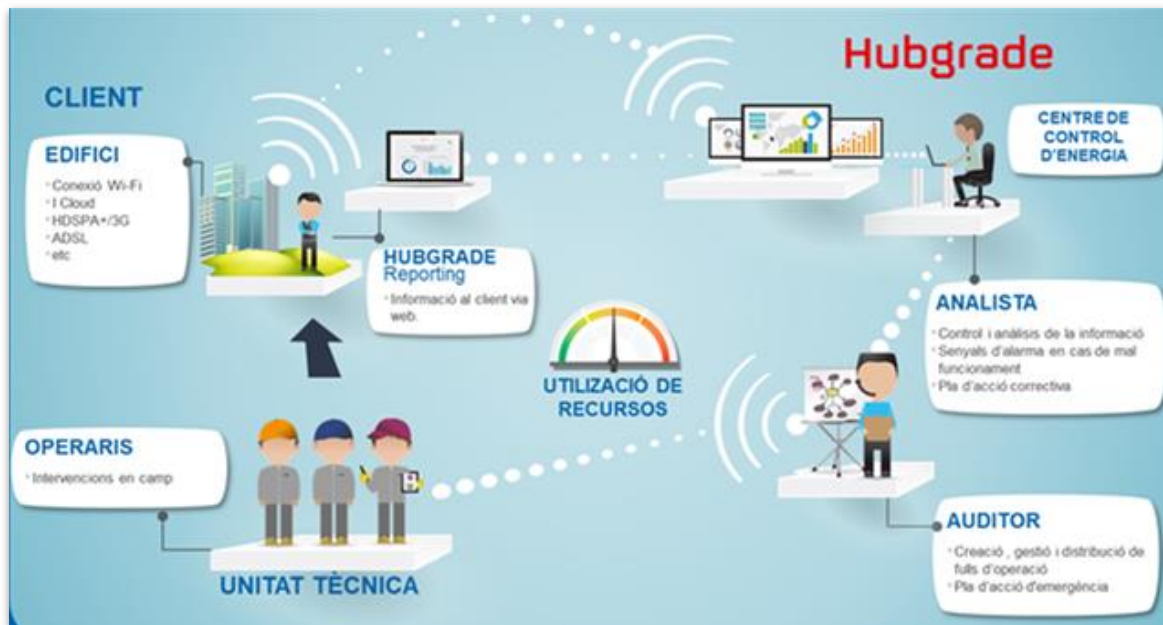 Hubgrade
CLIENT
EDIFICI
· Conexió Wi-Fi
· I Cloud
· HDSPA+/3G
· ADSL
· etc
HUBGRADE
Reporting
· Informació al client via
web.
CENTRE DE
CONTROL
D'ENERGIA
ANALISTA
· Control i anàlisis de la informació
· Senyals d'alarma en cas de mal
funcionament
· Pla d'acció correctiva
UTILIZACIÓ DE
RECURSOS
OPERARIS
· Intervencions en camp
UNITAT TÈCNICA
AUDITOR
· Creació , gestió i distribució de
fulls d'operació
· Pla d'acció d'emergència